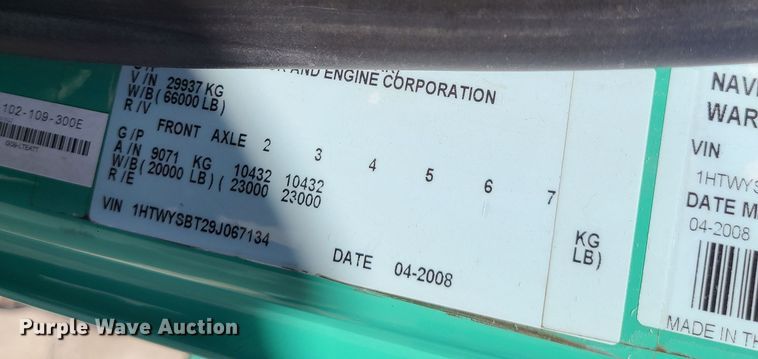 AND ENGINE CORPORATION
V/N 29937 KG
W/B( 66000 LB)
R/V
102-109-300E
FRONT AXLE 2 3 4 5 6 7
G/P
A/N 9071 KG 10432 10432 KG
W/B( 20000 LB) ( 23000 23000 LB)
R/E
VIN 1HTWYSBT29J067134
DATE 04-2008
WAR
VIN
1HTWYS
DATE M
04-2008
MADE IN TH
Purple Wave Auction